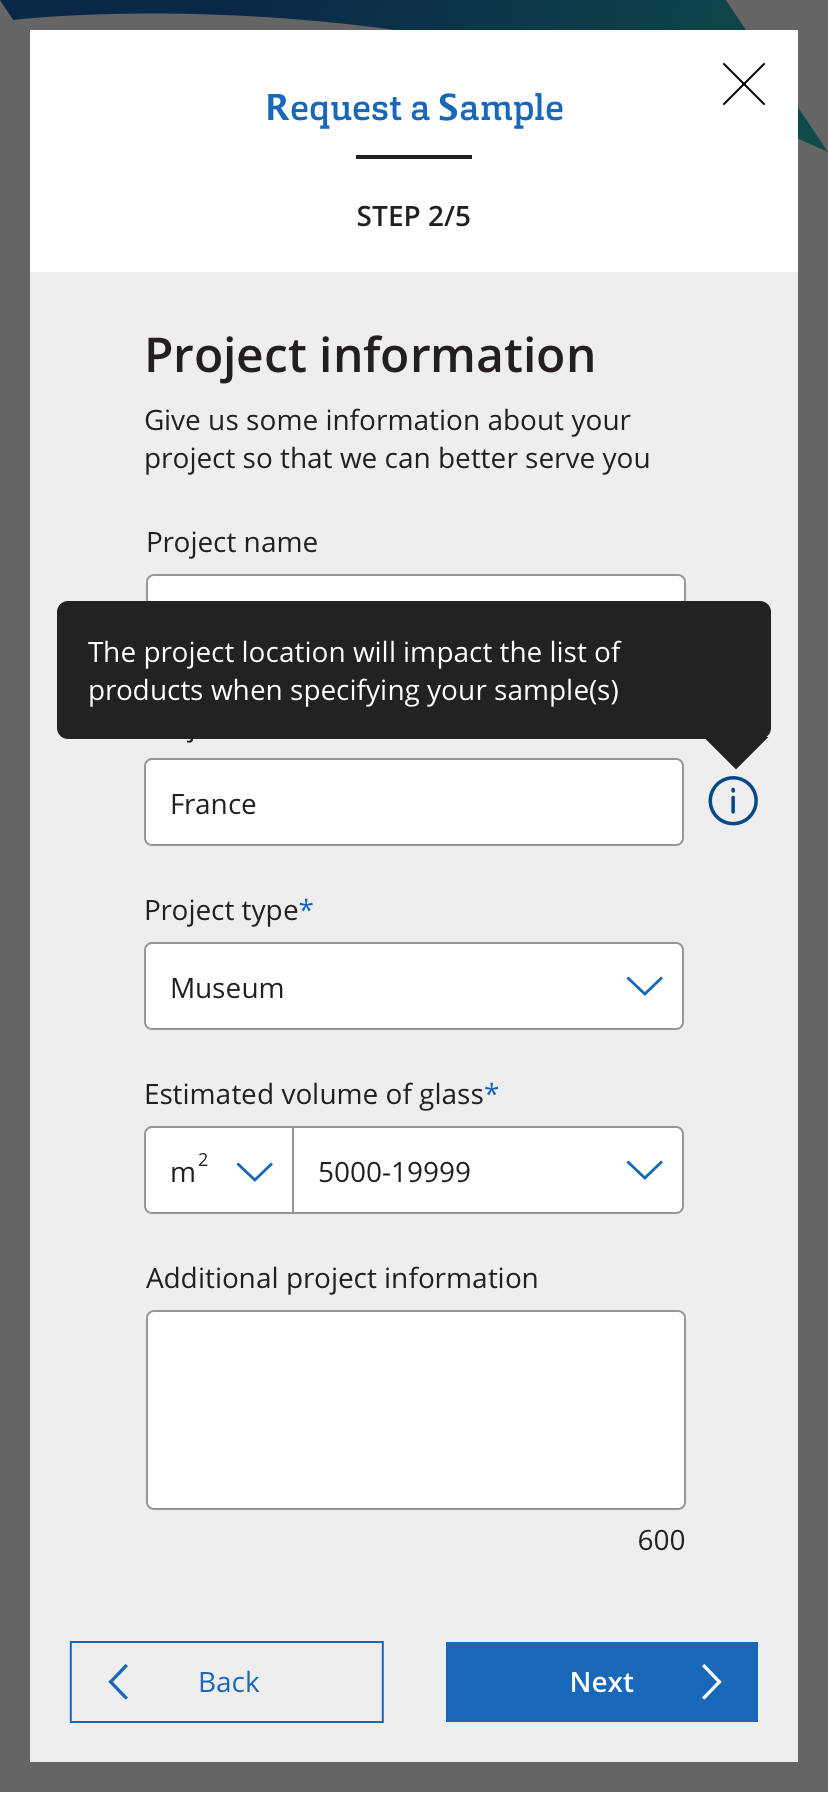 Request a Sample
STEP 2/5
Project information
Give us some information about your
project so that we can better serve you
Project name
The project location will impact the list of
products when specifying your sample(s)
France
Project type*
Museum
Estimated volume of glass*
m² 5000-19999
Additional project information
600
Back Next